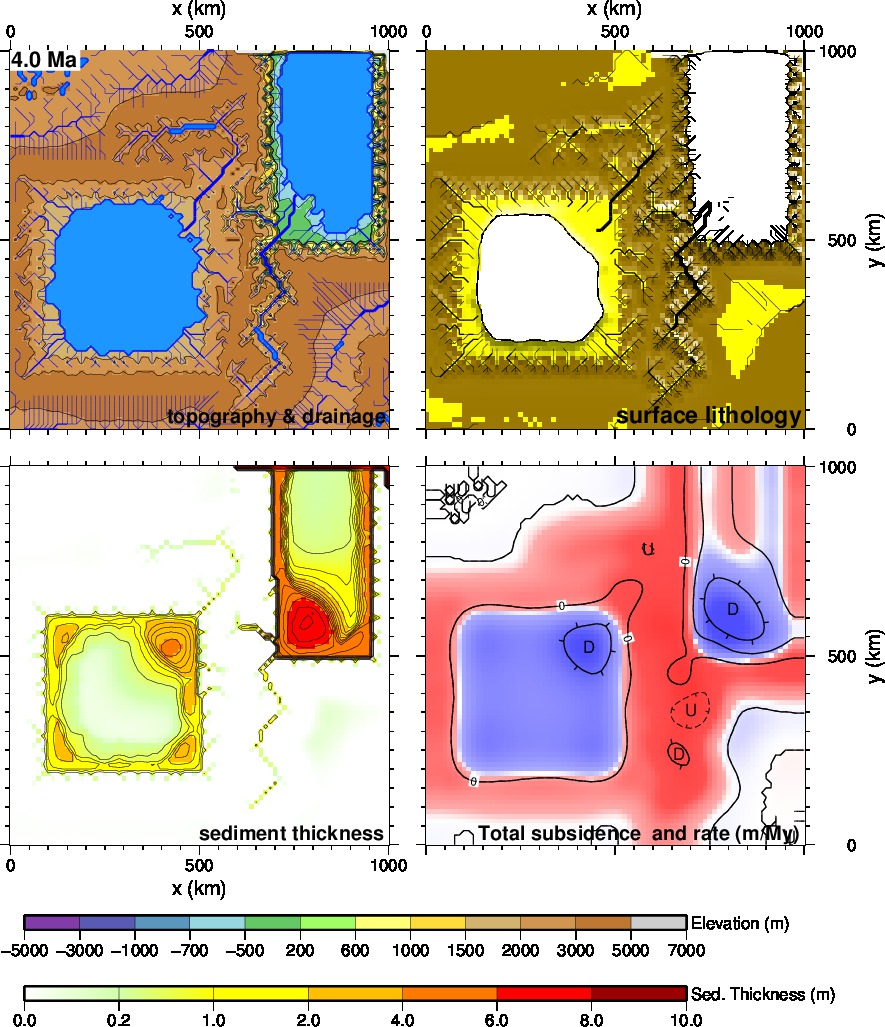 x (km)
x (km)
0 500 1000
0 500 1000
4.0 Ma
1000
y (km)
500
0
topography & drainage
surface lithology
1000
y (km)
500
0
U
0
0
D
D
0
U
D
0
sediment thickness
Total subsidence and rate (m/My)
0 500 1000
x (km)
Elevation (m)
−5000 −3000 −1000 −700 −500 200 600 1000 1500 2000 3000 5000 7000
Sed. Thickness (m)
0.0 0.2 1.0 2.0 4.0 6.0 8.0 10.0